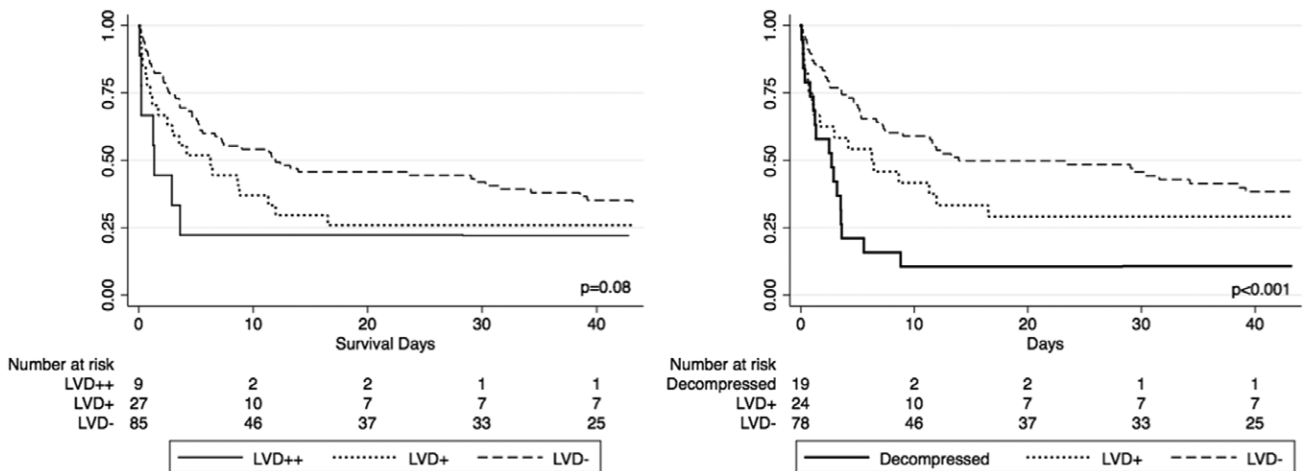 1.00
0.75
0.50
0.25
0.00
p=0.08
0 10 20 30 40
Survival Days
Number at risk
LVD++ 9 2 2 1 1
LVD+ 27 10 7 7 7
LVD- 85 46 37 33 25
LVD++ LVD+ LVD-
1.00
0.75
0.50
0.25
0.00
p<0.001
0 10 20 30 40
Days
Number at risk
Decompressed 19 2 2 1 1
LVD+ 24 10 7 7 7
LVD- 78 46 37 33 25
Decompressed LVD+ LVD-